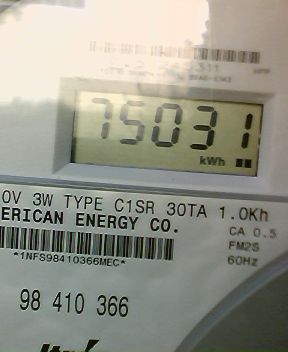 75031
kWh
0V 3W TYPE C1SR 30TA 1.0Kh
ERICAN ENERGY CO.
CA 0.5
FM2S
60Hz
*1NFS98410366MEC*
98 410 366